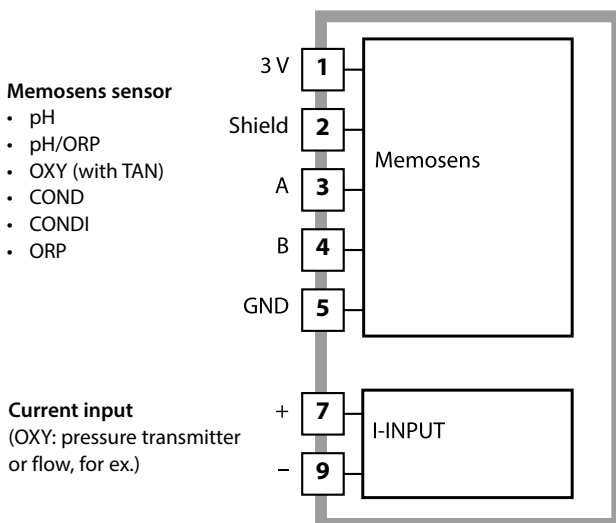 3 V 1
Memosens sensor
• pH
• pH/ORP
• OXY (with TAN)
• COND
• CONDI
• ORP
Shield 2
A 3
B 4
GND 5
Memosens
Current input
(OXY: pressure transmitter
or flow, for ex.)
+ 7
– 9
I-INPUT